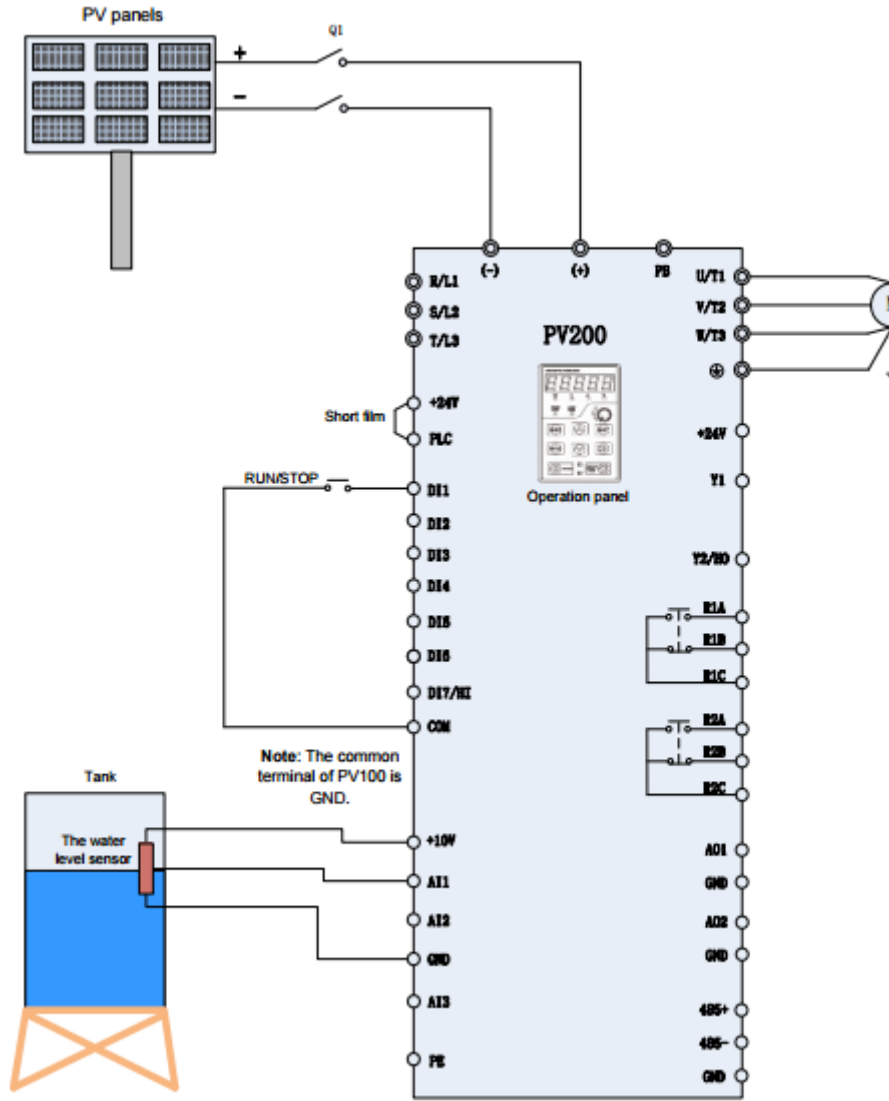 PV panels
Q1
+
−
(-)
(+)
PB
R/L1
S/L2
T/L3
U/T1
V/T2
W/T3
PV200
+24V
PLC
Short film
RUN/STOP
Operation panel
+24V
Y1
DI1
DI2
DI3
DI4
DI5
DI6
DI7/HI
COM
Y2/HO
R1A
R1B
R1C
R2A
R2B
R2C
Note: The common
terminal of PV100 is
GND.
Tank
The water
level sensor
+10V
AI1
AI2
GND
AI3
PE
AO1
GND
AO2
GND
485+
485-
GND